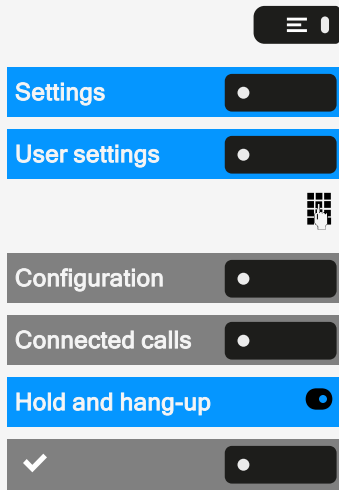 Settings
User settings
Configuration
Connected calls
Hold and hang-up